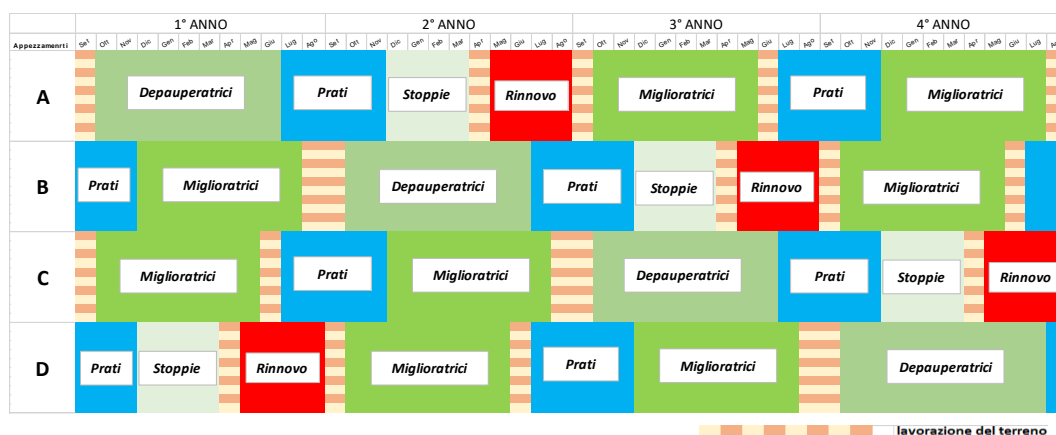 1° ANNO 2° ANNO 3° ANNO 4° ANNO
Appezzamenrti Set Ott Nov Dic Gen Feb Mar Apr Mag Giu Lug Ago Set Ott Nov Dic Gen Feb Mar Apr Mag Giu Lug Ago Set Ott Nov Dic Gen Feb Mar Apr Mag Giu Lug Ago Set Ott Nov Dic Gen Feb Mar Apr Mag Giu Lug A
A Depauperatrici Prati Stoppie Rinnovo Miglioratrici Prati Miglioratrici
B Prati Miglioratrici Depauperatrici Prati Stoppie Rinnovo Miglioratrici
C Miglioratrici Prati Miglioratrici Depauperatrici Prati Stoppie Rinnovo
D Prati Stoppie Rinnovo Miglioratrici Prati Miglioratrici Depauperatrici
lavorazione del terreno